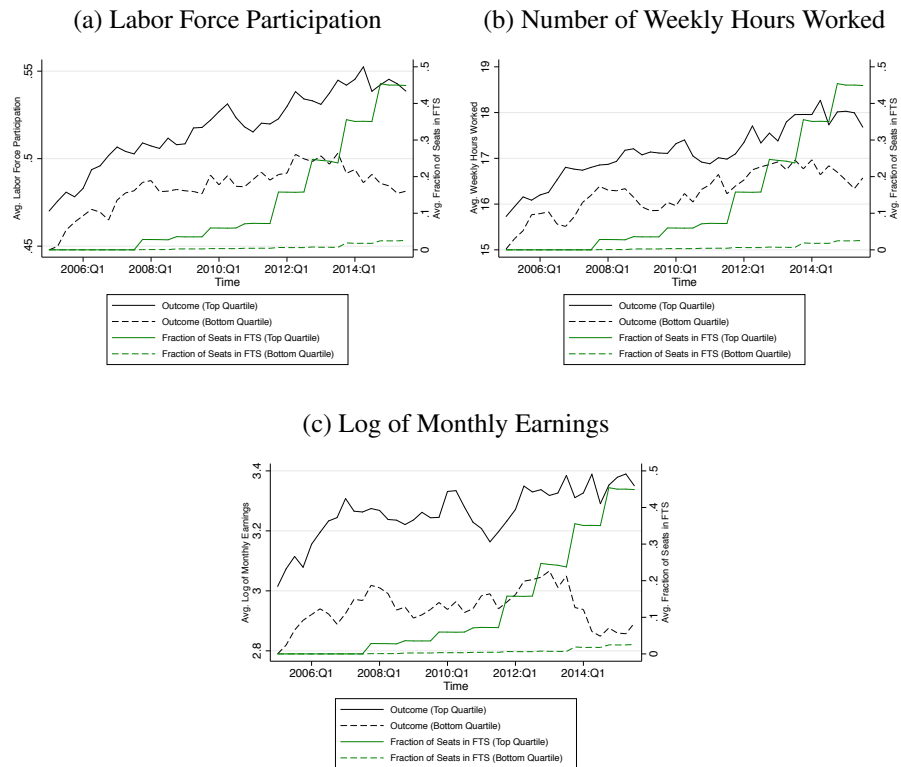 (a) Labor Force Participation
Avg. Labor Force Participation
.45 .5 .55
Avg. Fraction of Seats in FTS
0 .1 .2 .3 .4 .5
2006:Q1 2008:Q1 2010:Q1 2012:Q1 2014:Q1
Time
Outcome (Top Quartile)
Outcome (Bottom Quartile)
Fraction of Seats in FTS (Top Quartile)
Fraction of Seats in FTS (Bottom Quartile)
(b) Number of Weekly Hours Worked
Avg. Weekly Hours Worked
15 16 17 18 19
Avg. Fraction of Seats in FTS
0 .1 .2 .3 .4 .5
2006:Q1 2008:Q1 2010:Q1 2012:Q1 2014:Q1
Time
Outcome (Top Quartile)
Outcome (Bottom Quartile)
Fraction of Seats in FTS (Top Quartile)
Fraction of Seats in FTS (Bottom Quartile)
(c) Log of Monthly Earnings
Avg. Log of Monthly Earnings
2.8 3 3.2 3.4
Avg. Fraction of Seats in FTS
0 .1 .2 .3 .4 .5
2006:Q1 2008:Q1 2010:Q1 2012:Q1 2014:Q1
Time
Outcome (Top Quartile)
Outcome (Bottom Quartile)
Fraction of Seats in FTS (Top Quartile)
Fraction of Seats in FTS (Bottom Quartile)